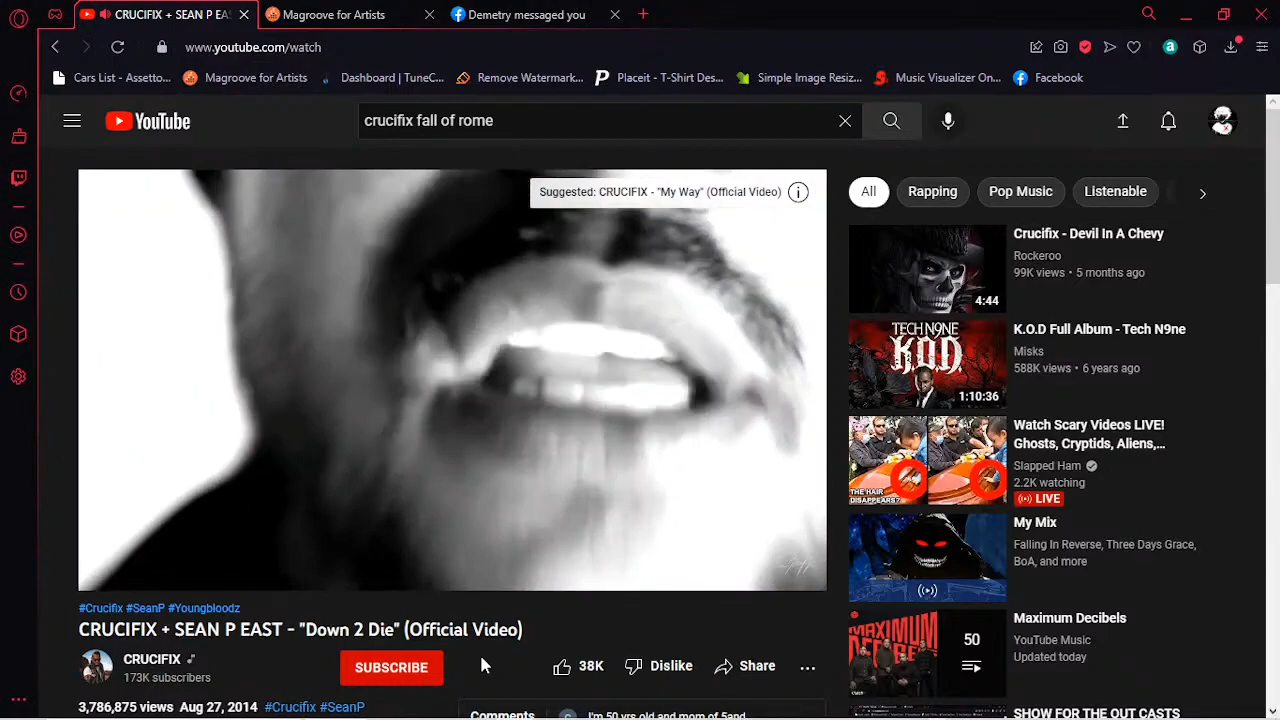 CRUCIFIX + SEAN P EAS
Magroove for Artists
Demetry messaged you
www.youtube.com/watch
Cars List - Assetto...
Magroove for Artists
Dashboard | TuneC...
Remove Watermark...
Placeit - T-Shirt Des...
Simple Image Resiz...
Music Visualizer On...
Facebook
YouTube
crucifix fall of rome
Suggested: CRUCIFIX - "My Way" (Official Video)
All
Rapping
Pop Music
Listenable
Crucifix - Devil In A Chevy
Rockeroo
99K views • 5 months ago
4:44
TECH N9NE
K.O.D.
1:10:36
K.O.D Full Album - Tech N9ne
Misks
588K views • 6 years ago
THE HAIR
DISAPPEARS?
Watch Scary Videos LIVE!
Ghosts, Cryptids, Aliens,...
Slapped Ham
2.2K watching
LIVE
My Mix
Falling In Reverse, Three Days Grace,
BoA, and more
MAXIMUM
DECIBELS
50
Maximum Decibels
YouTube Music
Updated today
SHOW FOR THE OUT CASTS
#Crucifix #SeanP #Youngbloodz
CRUCIFIX + SEAN P EAST - "Down 2 Die" (Official Video)
CRUCIFIX
173K subscribers
SUBSCRIBE
38K
Dislike
Share
3,786,875 views Aug 27, 2014 #Crucifix #SeanP
Comments
I'm 50 yrs old and mom of 5and